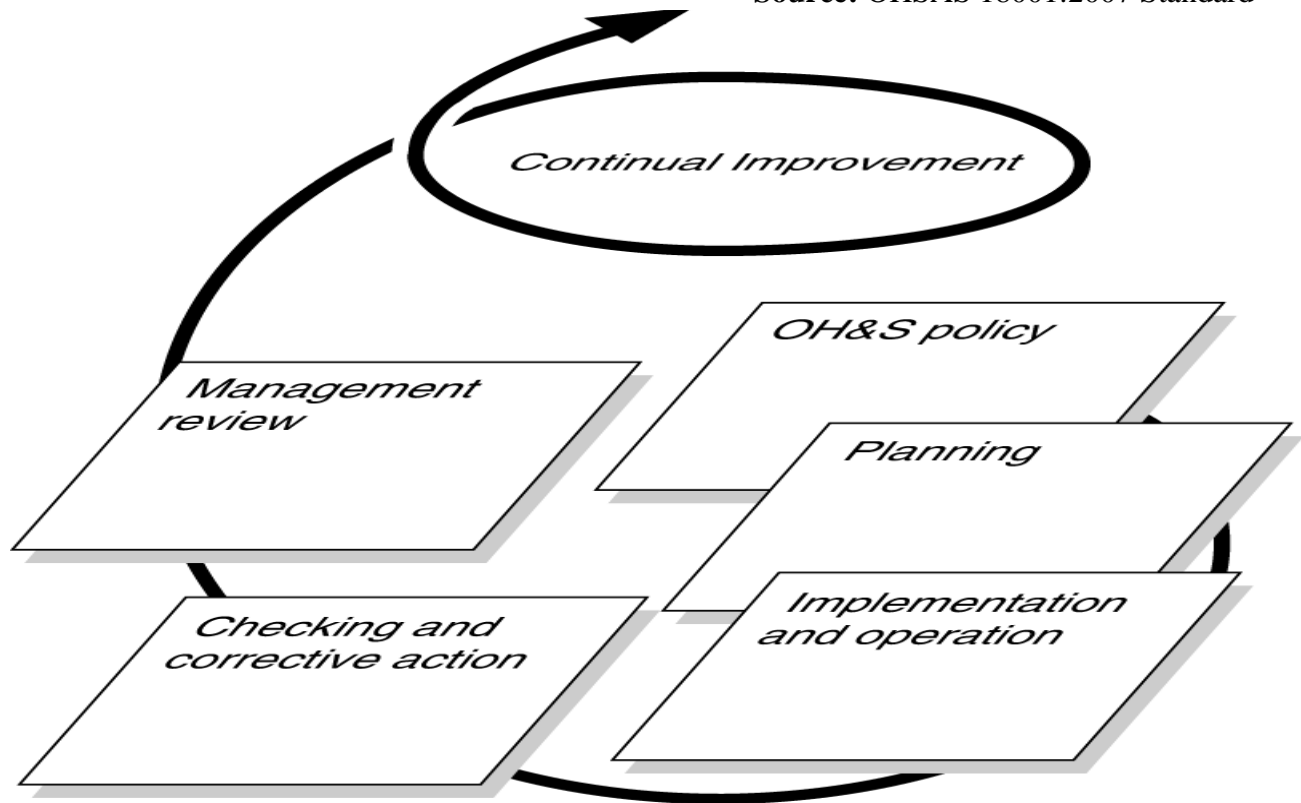 Continual Improvement
OH&S policy
Management
review
Planning
Implementation
and operation
Checking and
corrective action